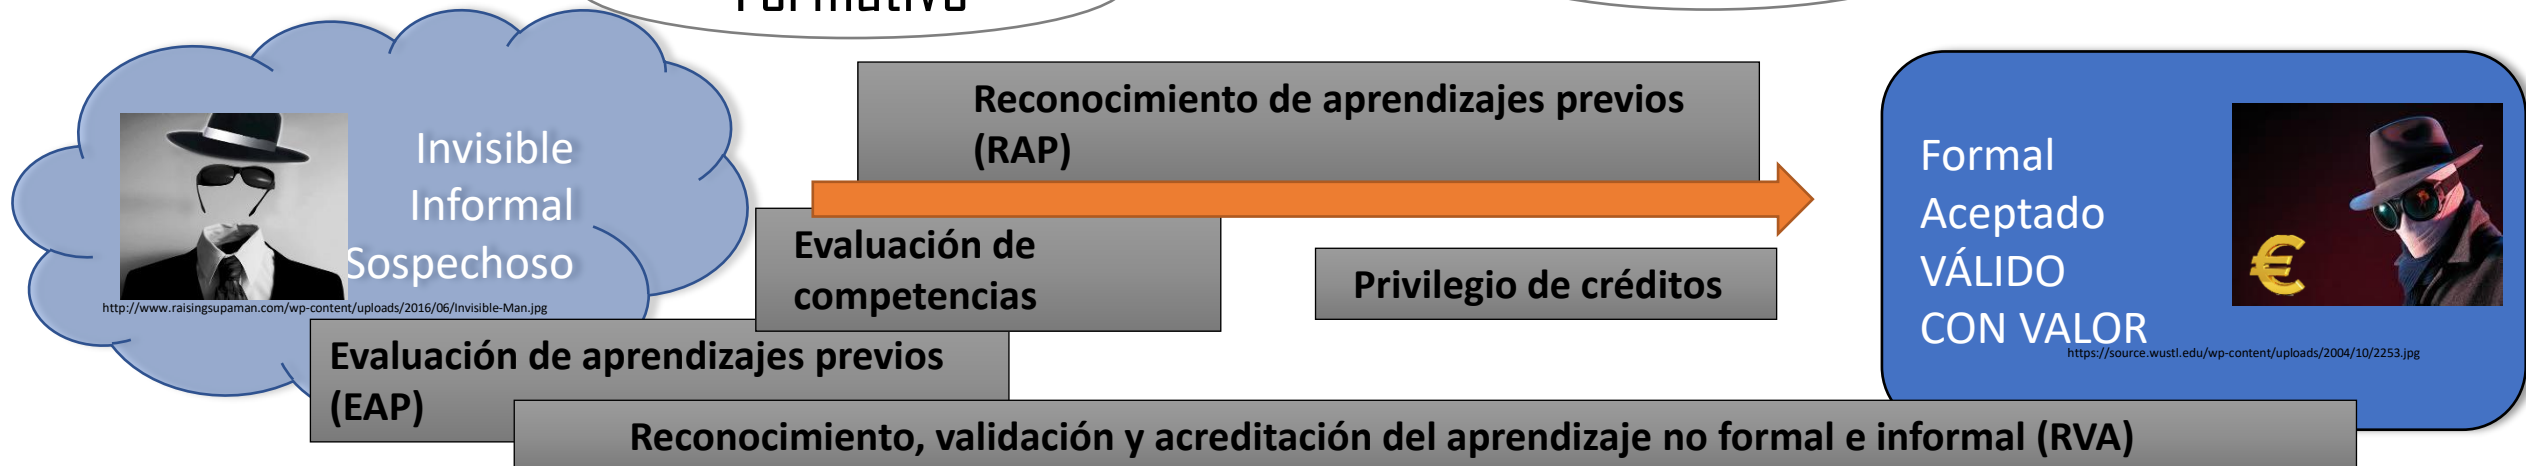 Formativo
Invisible
Informal
Sospechoso
http://www.raisingsupaman.com/wp-content/uploads/2016/06/Invisible-Man.jpg
Reconocimiento de aprendizajes previos
(RAP)
Evaluación de
competencias
Privilegio de créditos
Evaluación de aprendizajes previos
(EAP)
Reconocimiento, validación y acreditación del aprendizaje no formal e informal (RVA)
Formal
Aceptado
VÁLIDO
CON VALOR
€
https://source.wustl.edu/wp-content/uploads/2004/10/2253.jpg